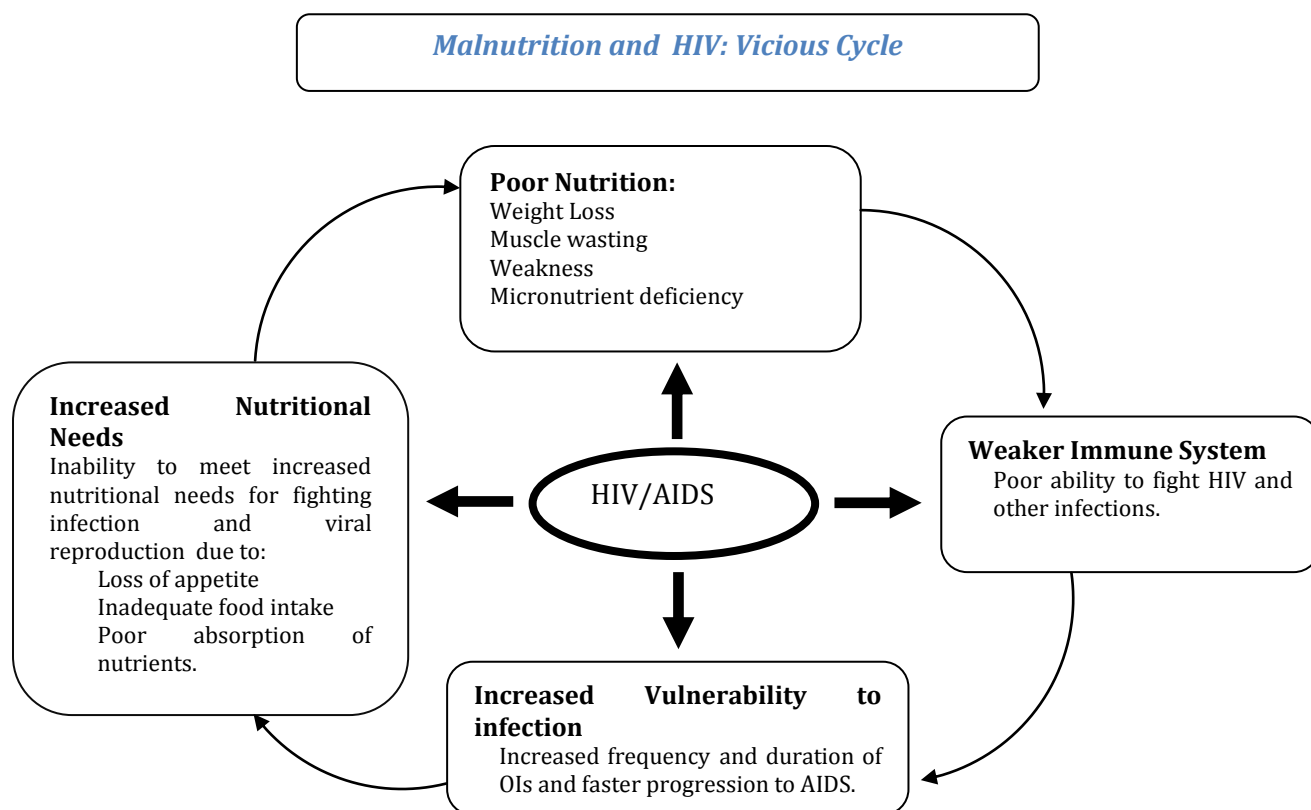 Malnutrition and HIV: Vicious Cycle
Poor Nutrition:
Weight Loss
Muscle wasting
Weakness
Micronutrient deficiency
Increased Nutritional
Needs
Inability to meet increased
nutritional needs for fighting
infection and viral
reproduction due to:
Loss of appetite
Inadequate food intake
Poor absorption of
nutrients.
HIV/AIDS
Weaker Immune System
Poor ability to fight HIV and
other infections.
Increased Vulnerability to
infection
Increased frequency and duration of
OIs and faster progression to AIDS.